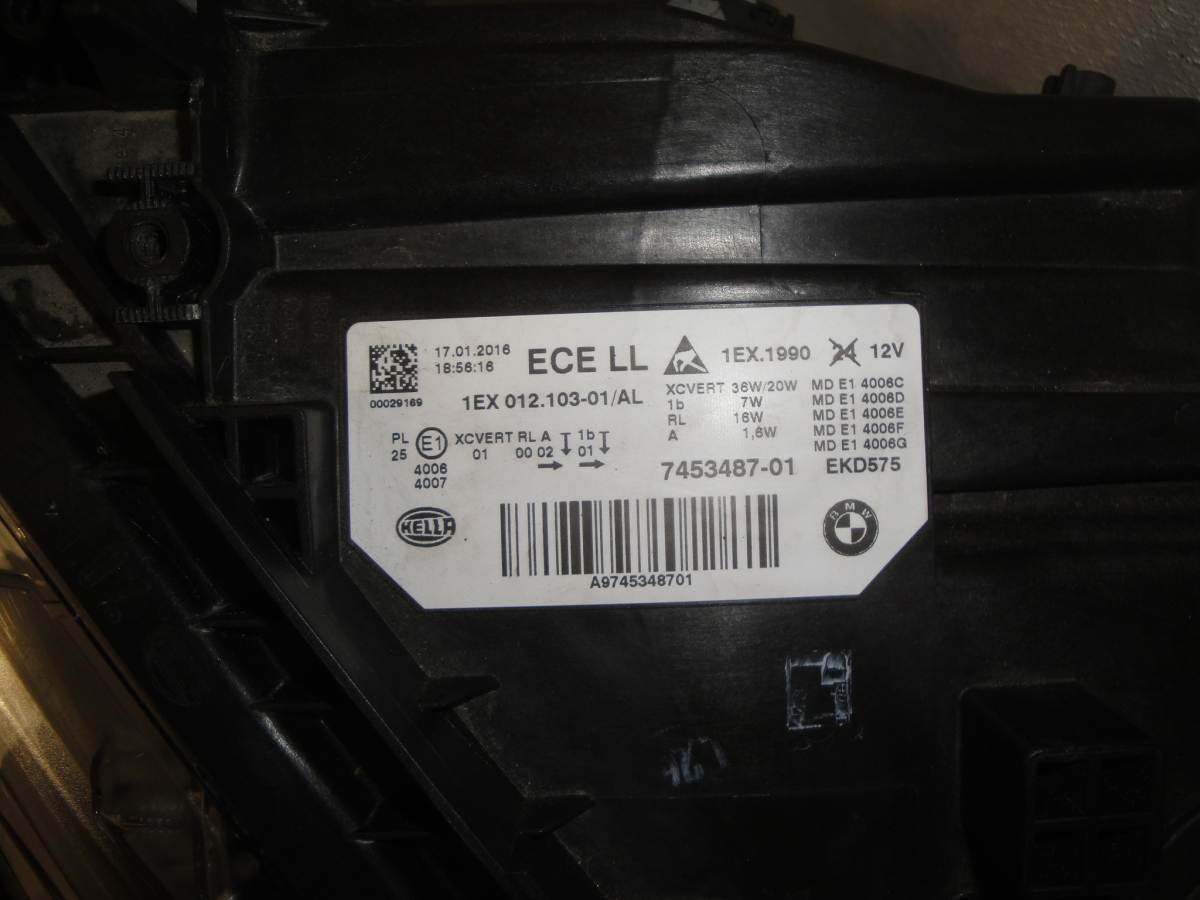 17.01.2016
18:56:16
00029169
ECE LL
1EX.1990 24 12V
1EX 012.103-01/AL
XCVERT 36W/20W
1b 7W
RL 16W
A 1,6W
MD E1 4006C
MD E1 4006D
MD E1 4006E
MD E1 4006F
MD E1 4006G
PL E1 XCVERT RL A 1b
25 01 00 02 01
4006
4007
7453487-01 EKD575
HELLA
BMW
A9745348701